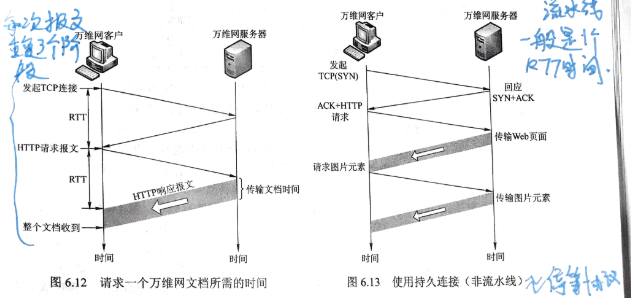 每次报文
重复3个阶
段
万维网客户
万维网服务器
发起TCP连接
RTT
HTTP请求报文
RTT
HTTP响应报文
传输文档时间
整个文档收到
时间
时间
图 6.12 请求一个万维网文档所需的时间
流水线
一般是1个
RTT时间.
万维网客户
万维网服务器
发起
TCP(SYN)
回应
SYN+ACK
ACK+HTTP
请求
传输Web页面
请求图片元素
传输图片元素
时间
时间
图 6.13 使用持久连接（非流水线）
停等协议